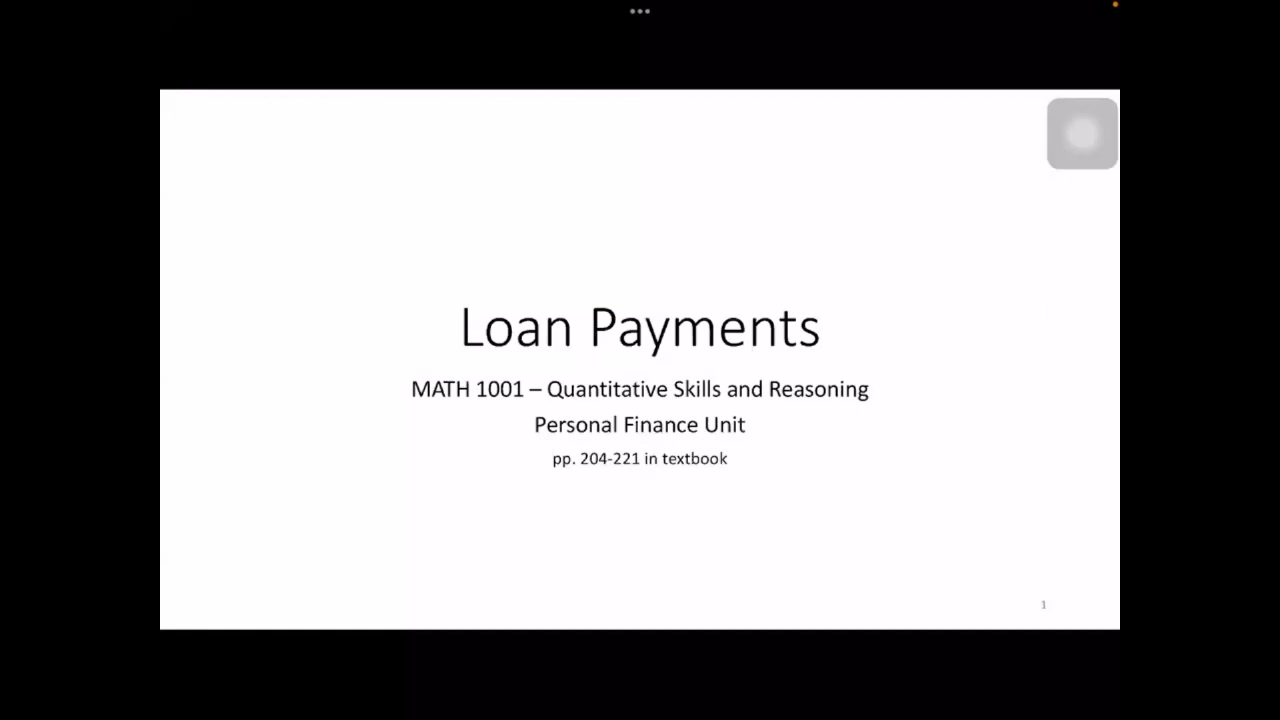 Loan Payments
MATH 1001 – Quantitative Skills and Reasoning
Personal Finance Unit
pp. 204-221 in textbook
1